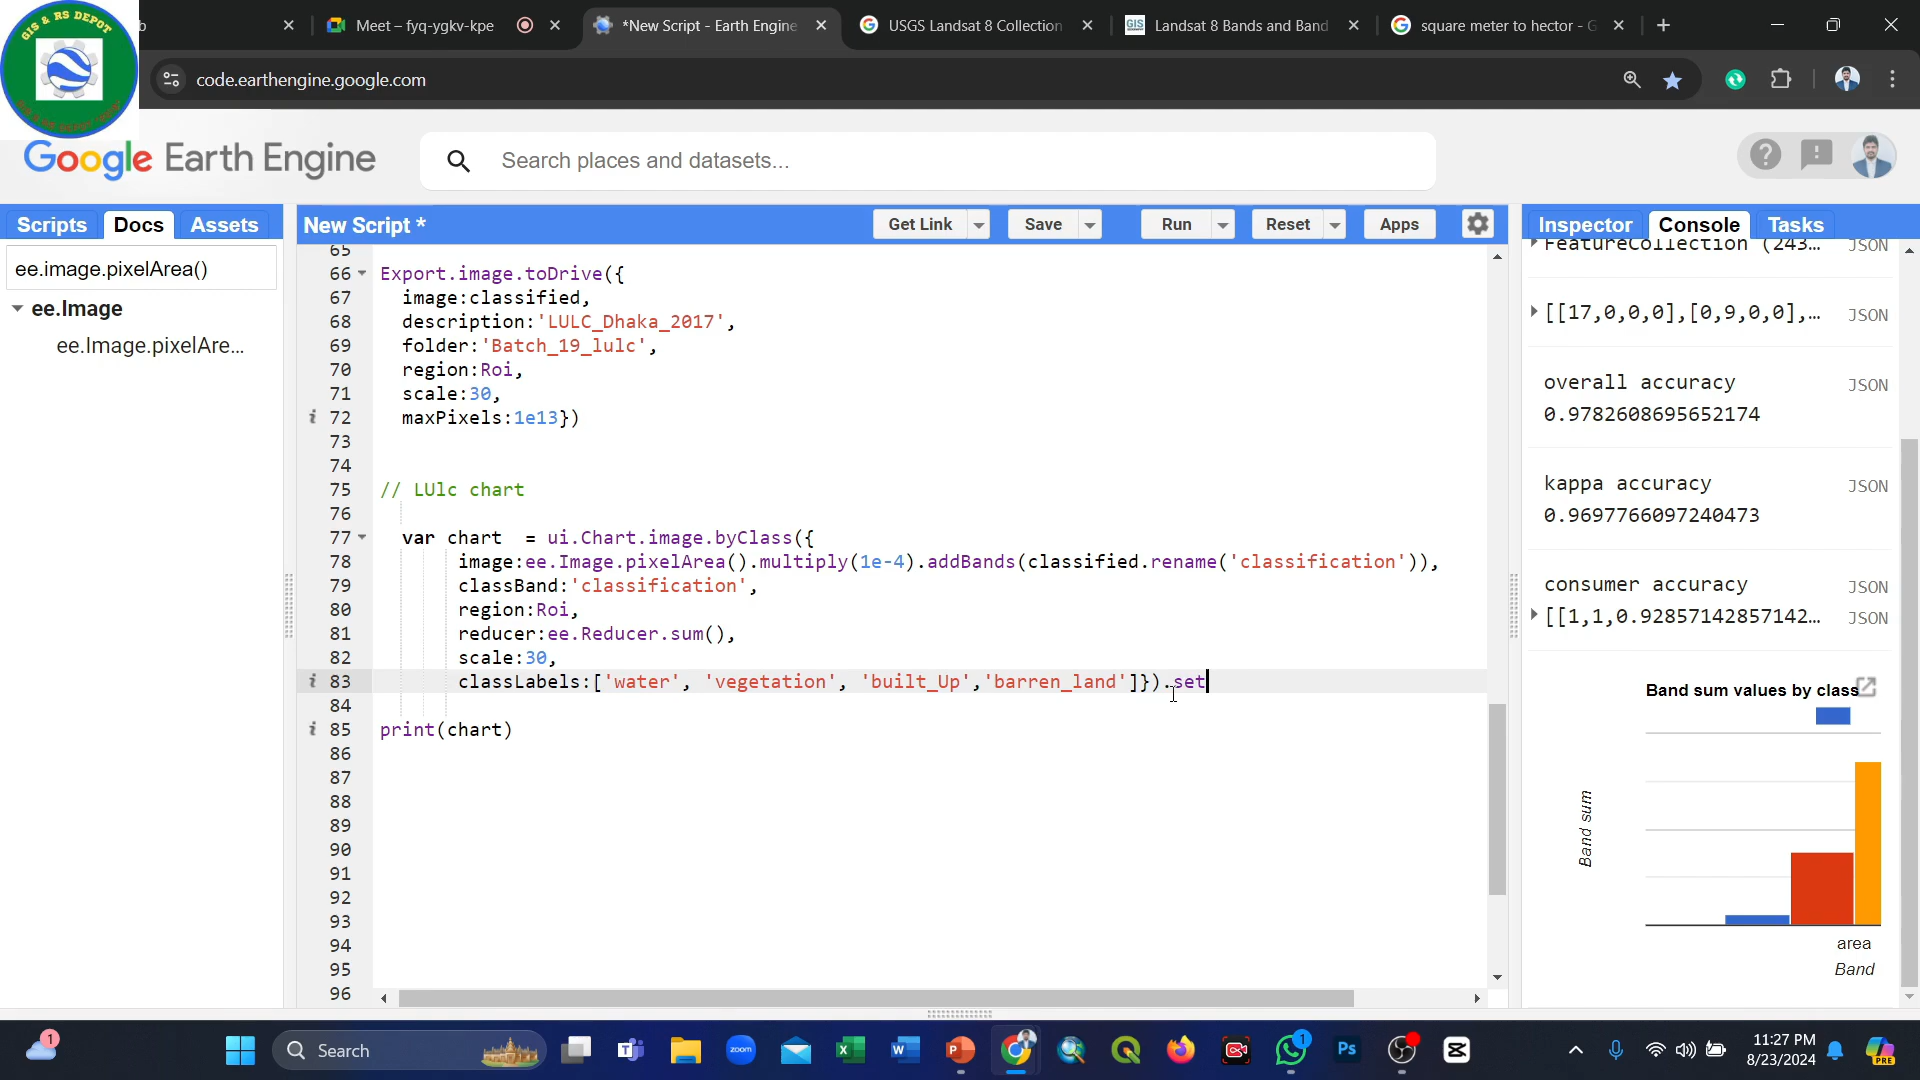 b
Meet – fyq-ygkv-kpe
*New Script - Earth Engine
USGS Landsat 8 Collection
Landsat 8 Bands and Band
square meter to hector - G
GIS & RS DEPOT
code.earthengine.google.com
Google Earth Engine
Search places and datasets...
Scripts
Docs
Assets
New Script *
Get Link
Save
Run
Reset
Apps
Inspector
Console
Tasks
ee.image.pixelArea()
ee.Image
ee.Image.pixelAre...
65
66 Export.image.toDrive({
67 image:classified,
68 description:'LULC_Dhaka_2017',
69 folder:'Batch_19_lulc',
70 region:Roi,
71 scale:30,
i 72 maxPixels:1e13})
73
74
75 // LUlc chart
76
77 var chart = ui.Chart.image.byClass({
78 image:ee.Image.pixelArea().multiply(1e-4).addBands(classified.rename('classification')),
79 classBand:'classification',
80 region:Roi,
81 reducer:ee.Reducer.sum(),
82 scale:30,
i 83 classLabels:['water', 'vegetation', 'built_Up','barren_land']}).set
84
i 85 print(chart)
86
87
88
89
90
91
92
93
94
95
96
FeatureCollection (243... JSON
[[17,0,0,0],[0,9,0,0],... JSON
overall accuracy JSON
0.9782608695652174
kappa accuracy JSON
0.9697766097240473
consumer accuracy JSON
[[1,1,0.92857142857142... JSON
Band sum values by class
Band sum
area
Band
1
Search
zoom
1
Ps
11:27 PM
8/23/2024
PRE